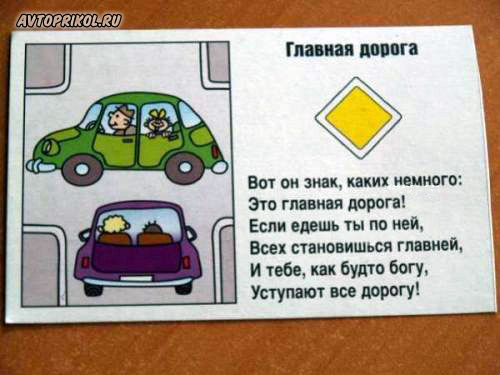 AVTOPRIKOL.RU
Главная дорога
Вот он знак, каких немного:
Это главная дорога!
Если едешь ты по ней,
Всех становишься главней,
И тебе, как будто богу,
Уступают все дорогу!